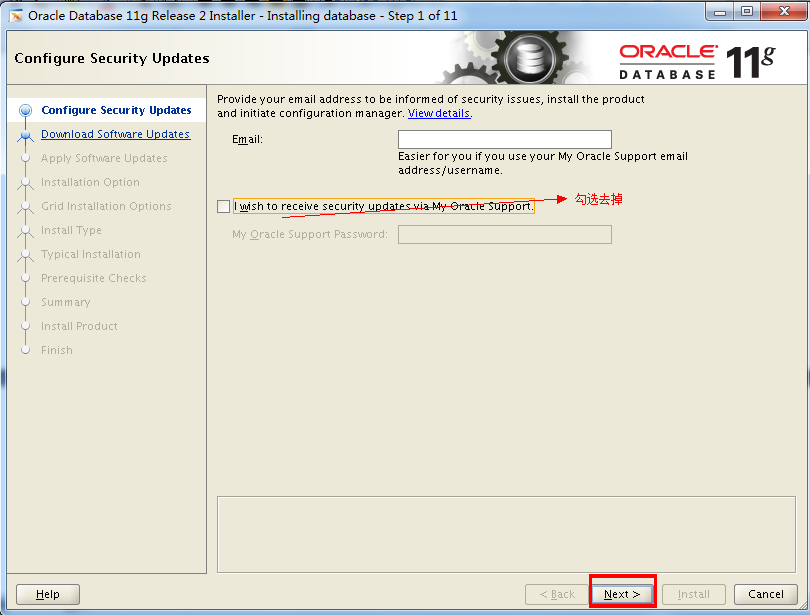 Oracle Database 11g Release 2 Installer - Installing database - Step 1 of 11
Configure Security Updates
ORACLE
DATABASE 11g
Configure Security Updates
Download Software Updates
Apply Software Updates
Installation Option
Grid Installation Options
Install Type
Typical Installation
Prerequisite Checks
Summary
Install Product
Finish
Provide your email address to be informed of security issues, install the product
and initiate configuration manager. View details.
Email:
Easier for you if you use your My Oracle Support email
address/username.
I wish to receive security updates via My Oracle Support.
勾选去掉
My Oracle Support Password:
Help
< Back
Next >
Install
Cancel